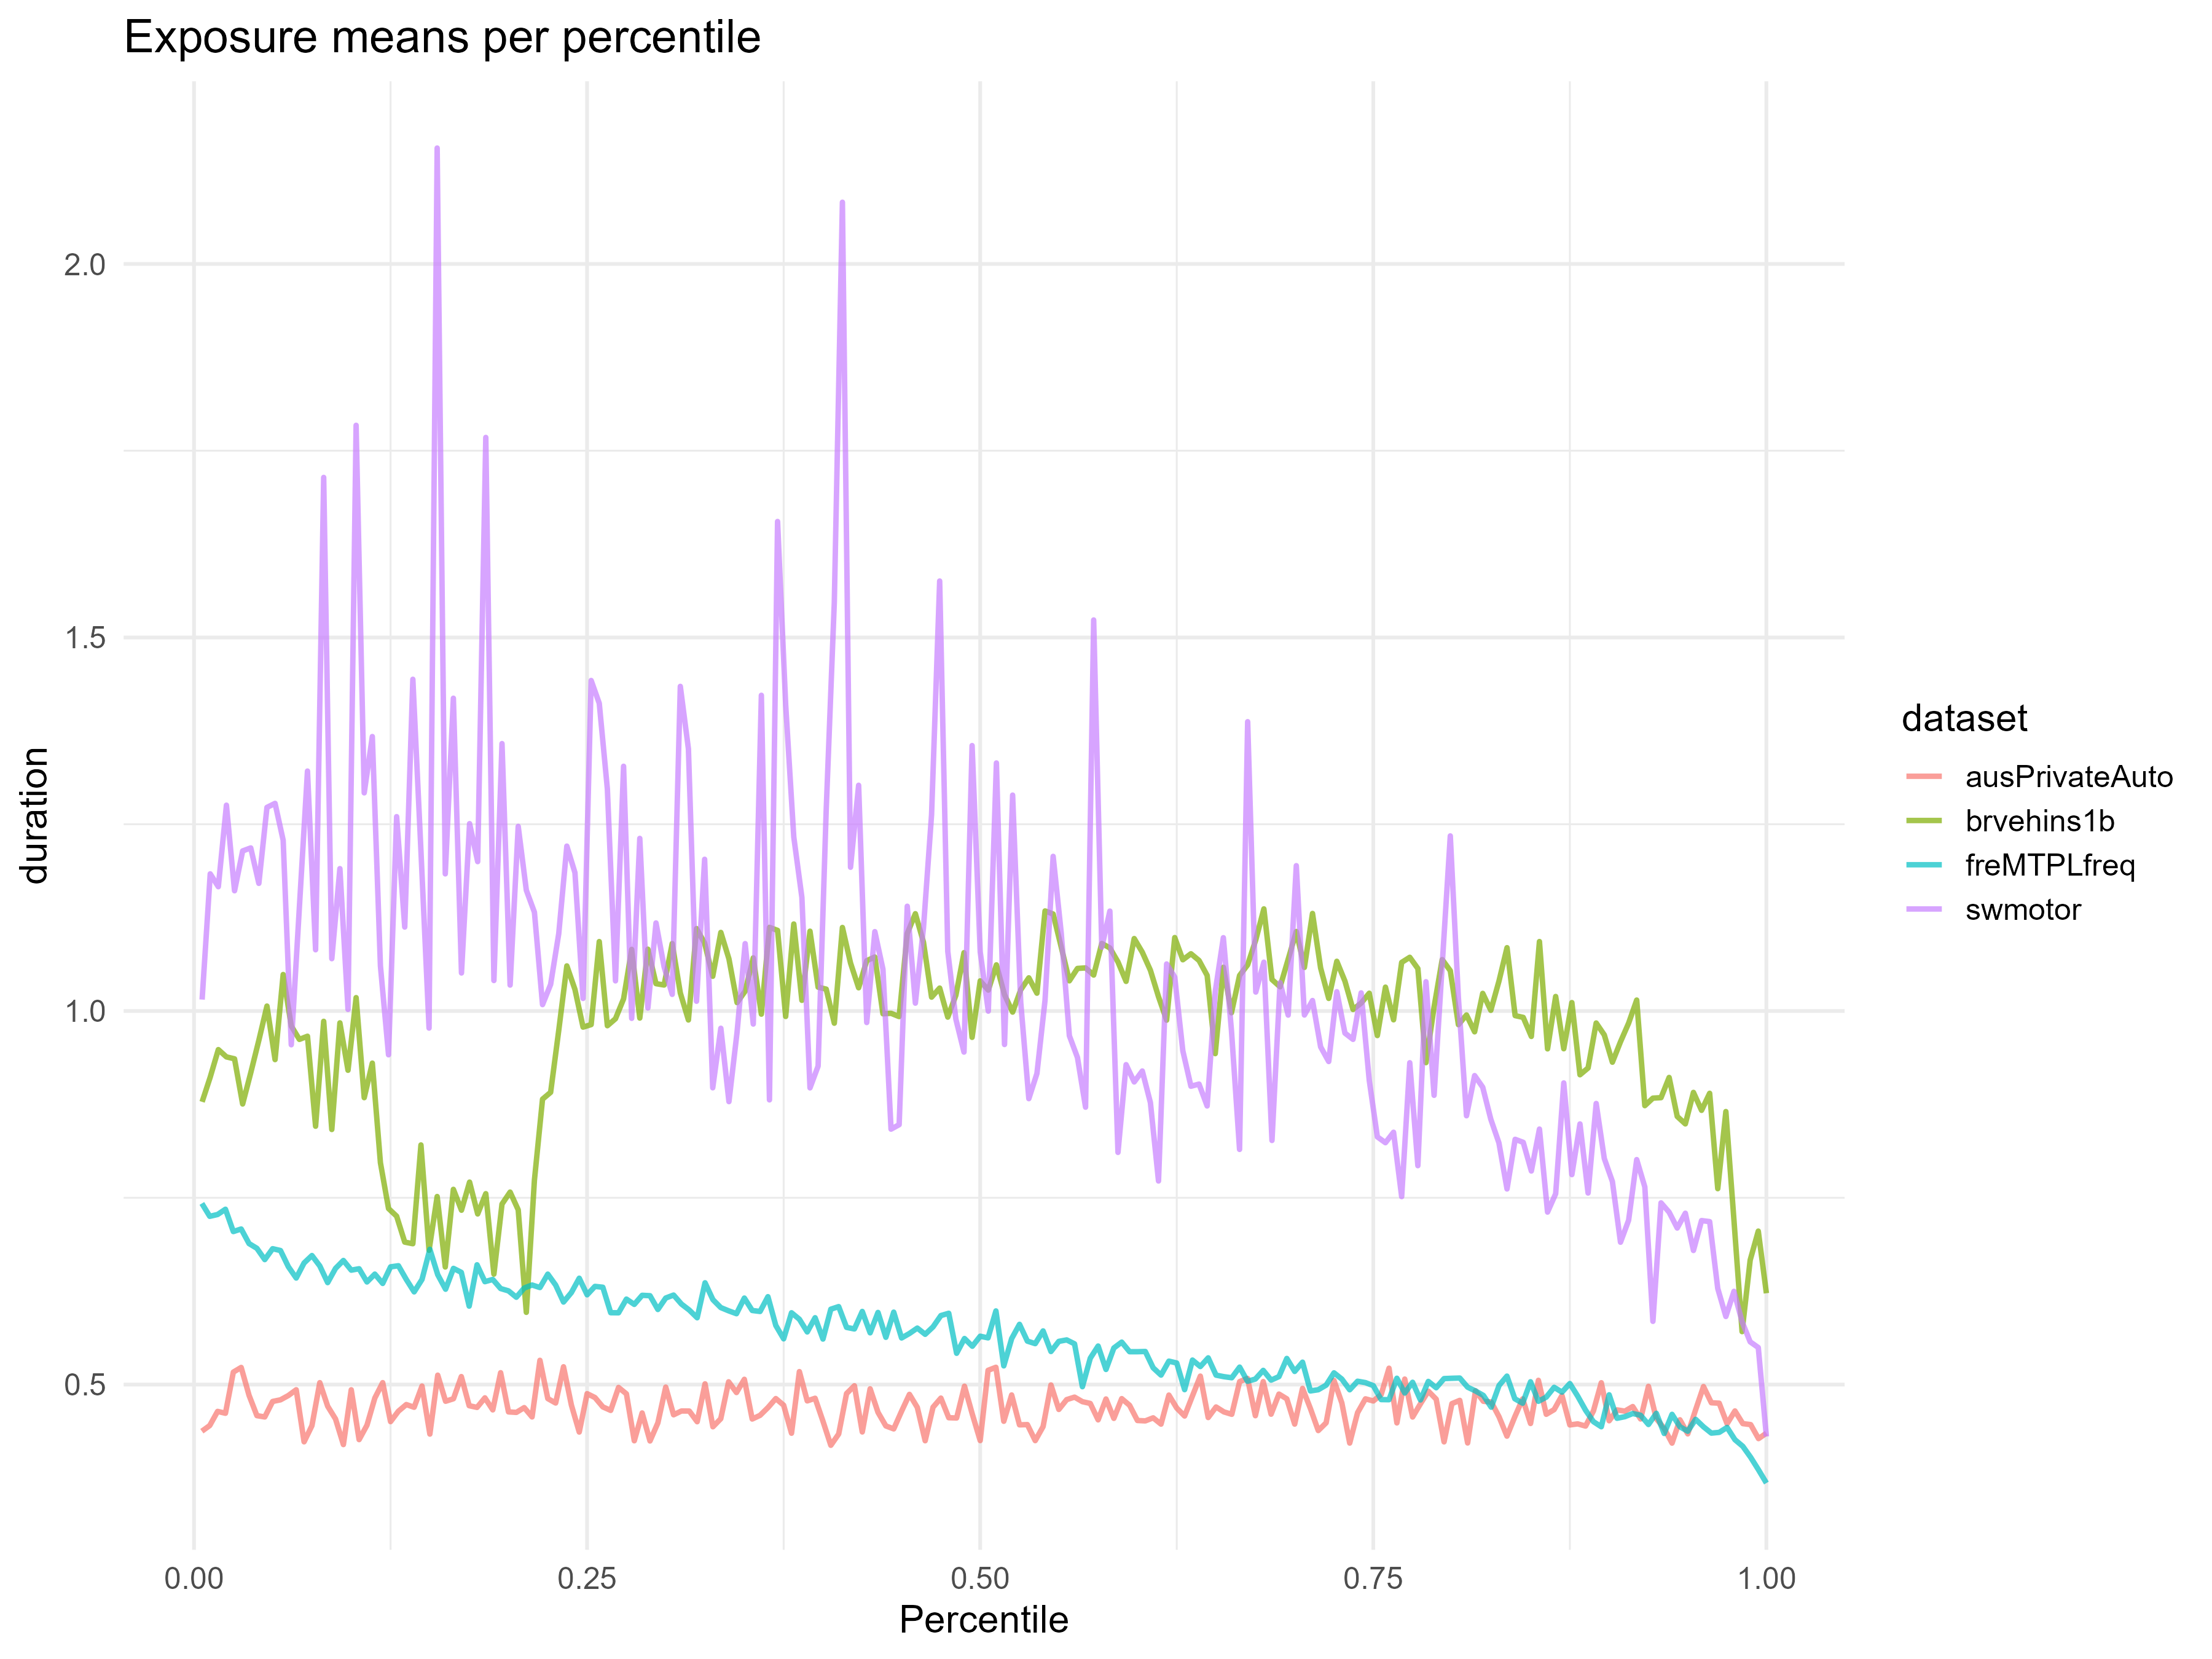 Exposure means per percentile
2.0
1.5
1.0
0.5
duration
0.00
0.25
0.50
0.75
1.00
Percentile
dataset
ausPrivateAuto
brvehins1b
freMTPLfreq
swmotor